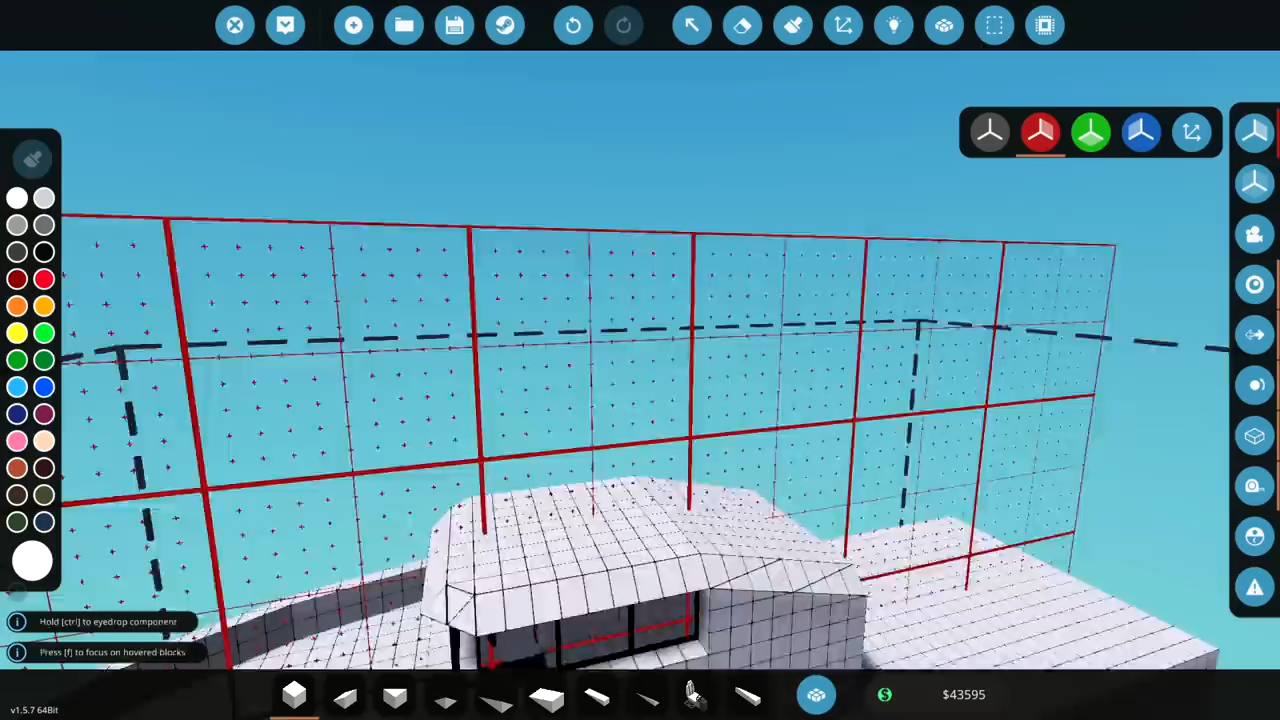 Hold [ctrl] to eyedrop component
Press [f] to focus on hovered blocks
v1.5.7 64Bit
$
$43595